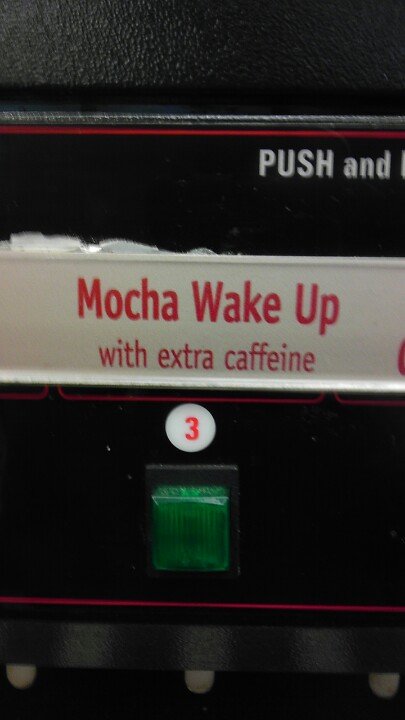 PUSH and
Mocha Wake Up
with extra caffeine
3